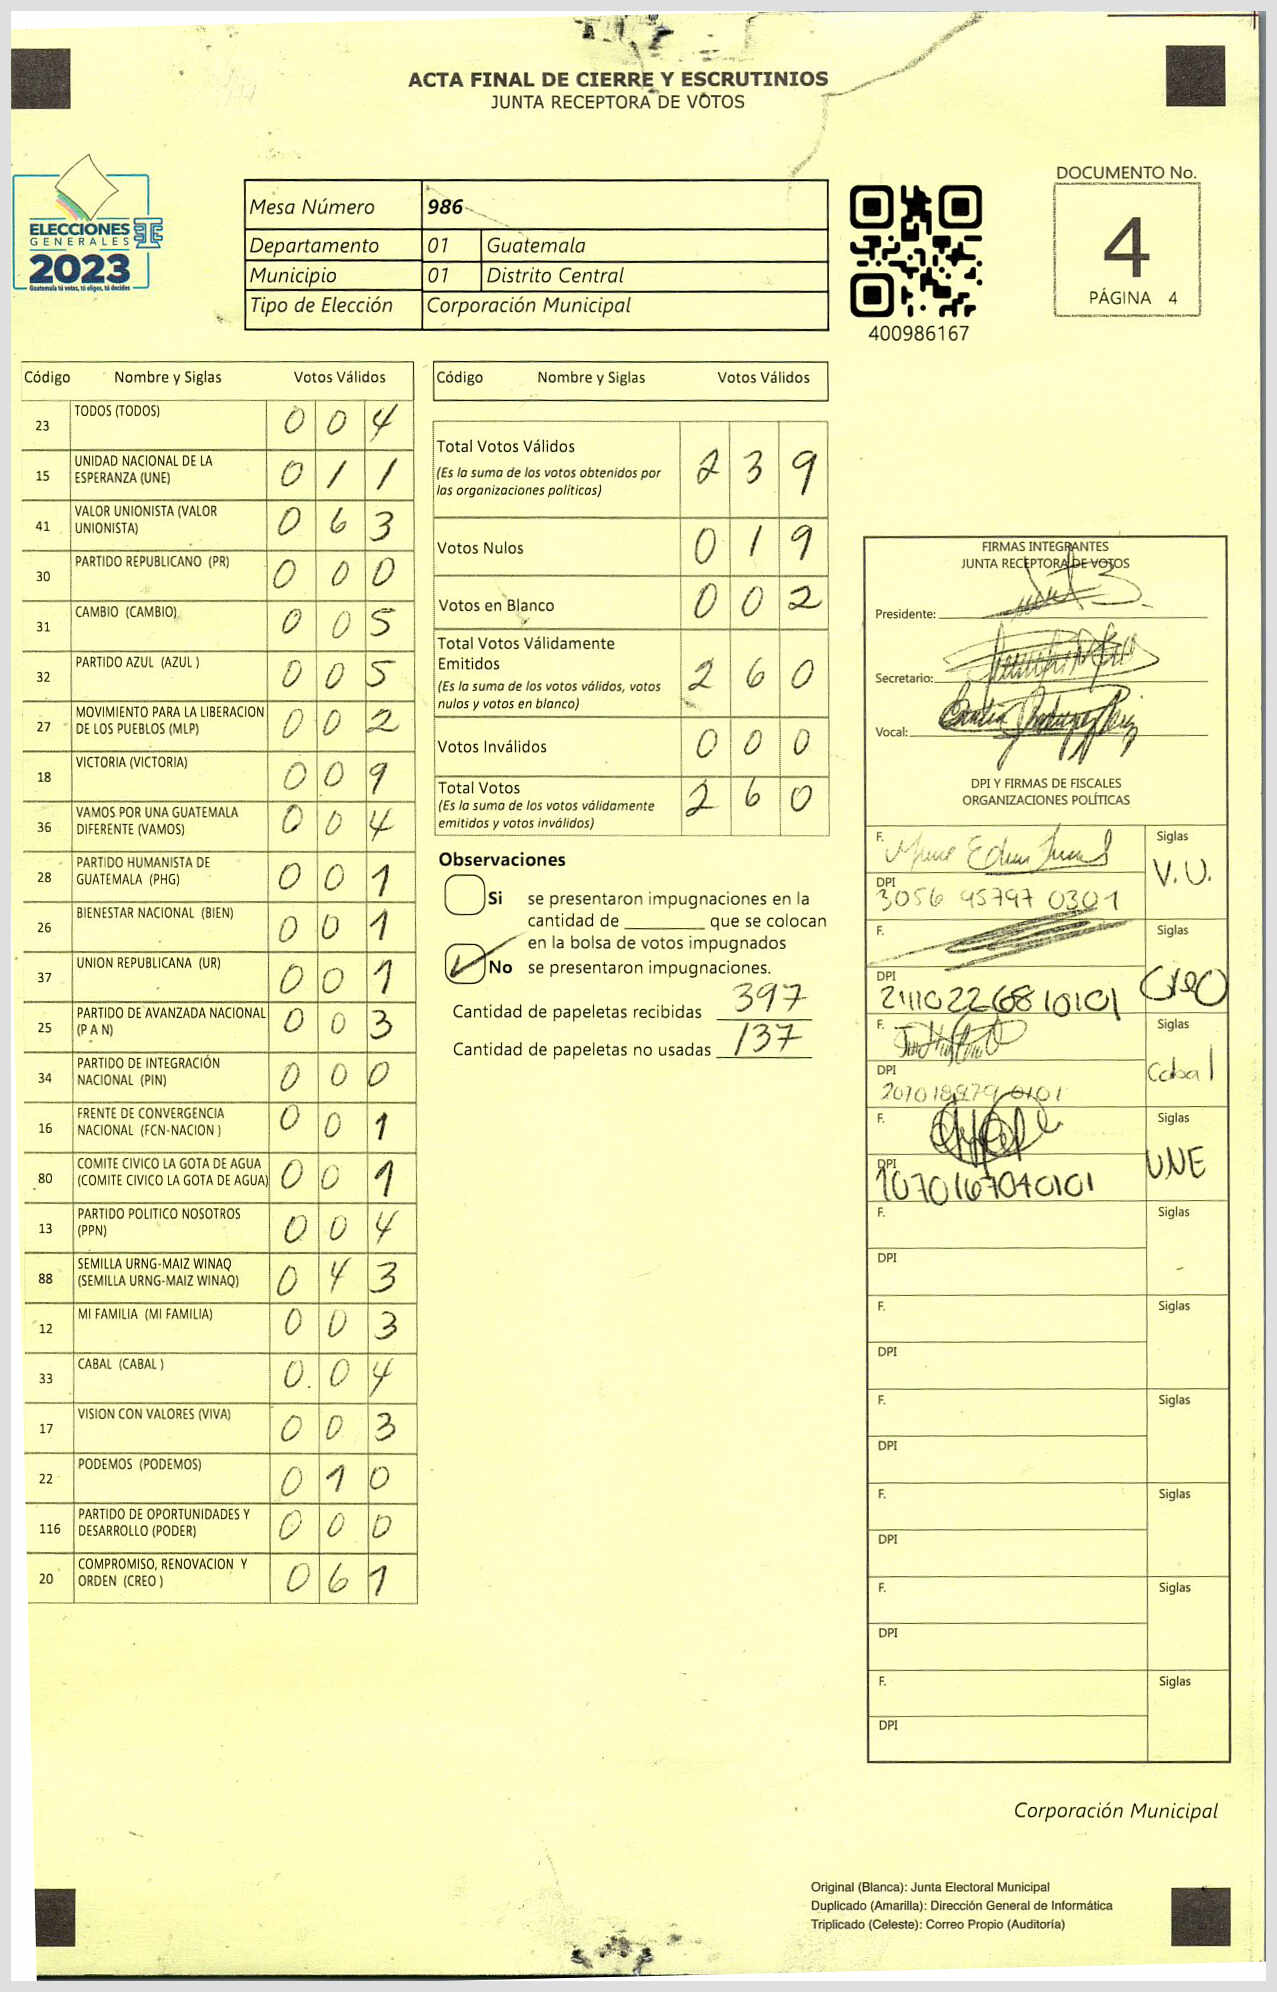 ACTA FINAL DE CIERRE Y ESCRUTINIOS
JUNTA RECEPTORA DE VOTOS
ELECCIONES
GENERALES
2023
Guatemala tú votas, tú eliges, tú decides
Mesa Número 986
Departamento 01 Guatemala
Municipio 01 Distrito Central
Tipo de Elección Corporación Municipal
400986167
DOCUMENTO No.
4
PÁGINA 4
Código Nombre y Siglas Votos Válidos
23 TODOS (TODOS) 0 0 4
15 UNIDAD NACIONAL DE LA ESPERANZA (UNE) 0 1 1
41 VALOR UNIONISTA (VALOR UNIONISTA) 0 6 3
30 PARTIDO REPUBLICANO (PR) 0 0 0
31 CAMBIO (CAMBIO) 0 0 5
32 PARTIDO AZUL (AZUL ) 0 0 5
27 MOVIMIENTO PARA LA LIBERACION DE LOS PUEBLOS (MLP) 0 0 2
18 VICTORIA (VICTORIA) 0 0 9
36 VAMOS POR UNA GUATEMALA DIFERENTE (VAMOS) 0 0 4
28 PARTIDO HUMANISTA DE GUATEMALA (PHG) 0 0 1
26 BIENESTAR NACIONAL (BIEN) 0 0 1
37 UNION REPUBLICANA (UR) 0 0 1
25 PARTIDO DE AVANZADA NACIONAL (P A N) 0 0 3
34 PARTIDO DE INTEGRACIÓN NACIONAL (PIN) 0 0 0
16 FRENTE DE CONVERGENCIA NACIONAL (FCN-NACION ) 0 0 1
80 COMITE CIVICO LA GOTA DE AGUA (COMITE CIVICO LA GOTA DE AGUA) 0 0 1
13 PARTIDO POLITICO NOSOTROS (PPN) 0 0 4
88 SEMILLA URNG-MAIZ WINAQ (SEMILLA URNG-MAIZ WINAQ) 0 4 3
12 MI FAMILIA (MI FAMILIA) 0 0 3
33 CABAL (CABAL ) 0 0 4
17 VISION CON VALORES (VIVA) 0 0 3
22 PODEMOS (PODEMOS) 0 1 0
116 PARTIDO DE OPORTUNIDADES Y DESARROLLO (PODER) 0 0 0
20 COMPROMISO, RENOVACION Y ORDEN (CREO ) 0 6 1
Código Nombre y Siglas Votos Válidos
Total Votos Válidos 2 3 9
(Es la suma de los votos obtenidos por
las organizaciones políticas)
Votos Nulos 0 1 9
Votos en Blanco 0 0 2
Total Votos Válidamente
Emitidos 2 6 0
(Es la suma de los votos válidos, votos
nulos y votos en blanco)
Votos Inválidos 0 0 0
Total Votos 2 6 0
(Es la suma de los votos válidamente
emitidos y votos inválidos)
Observaciones
Si se presentaron impugnaciones en la
cantidad de ________ que se colocan
en la bolsa de votos impugnados
No se presentaron impugnaciones.
Cantidad de papeletas recibidas 397
Cantidad de papeletas no usadas 137
FIRMAS INTEGRANTES
JUNTA RECEPTORA DE VOTOS
Presidente:
Secretario:
Vocal:
DPI Y FIRMAS DE FISCALES
ORGANIZACIONES POLÍTICAS
F. Siglas
V.U.
DPI
3056 95797 0301
F. Siglas
DPI
2411022681 0101 Creo
F. Siglas
Cabal
DPI
F. Siglas
UNE
DPI
1070167040101
F. Siglas
DPI
F. Siglas
DPI
F. Siglas
DPI
F. Siglas
DPI
F. Siglas
DPI
F. Siglas
DPI
Corporación Municipal
Original (Blanca): Junta Electoral Municipal
Duplicado (Amarilla): Dirección General de Informática
Triplicado (Celeste): Correo Propio (Auditoría)